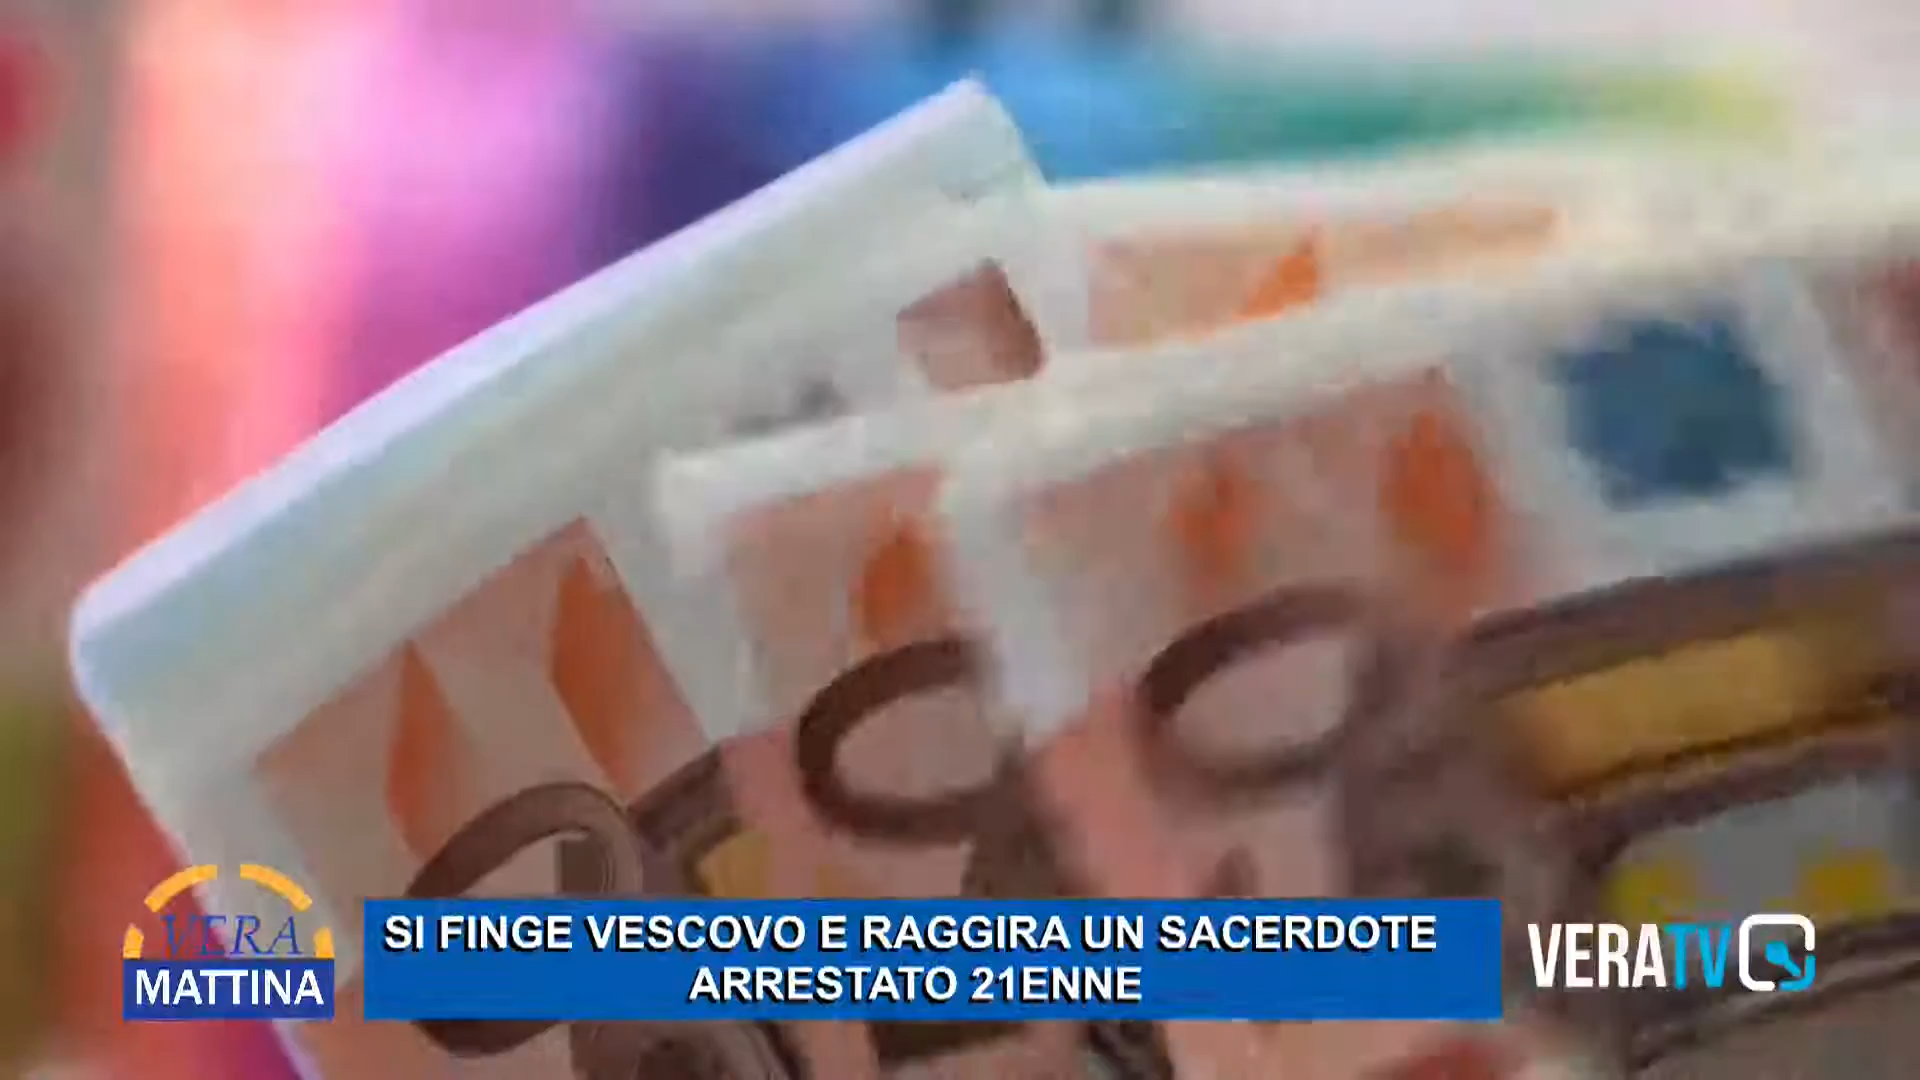 SI FINGE VESCOVO E RAGGIRA UN SACERDOTE
ARRESTATO 21ENNE
VERA
MATTINA
VERATV